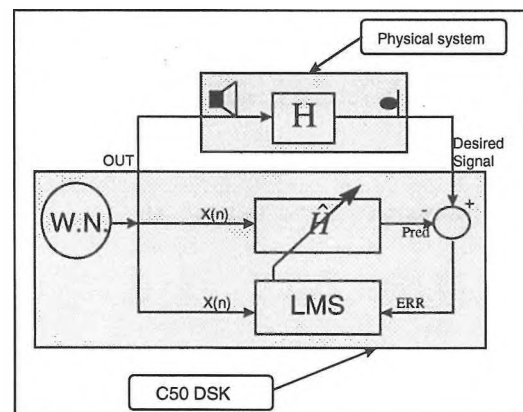 Physical system
H
OUT
Desired
Signal
W.N.
X(n)
Ĥ
-
+
Pred
X(n)
LMS
ERR
C50 DSK